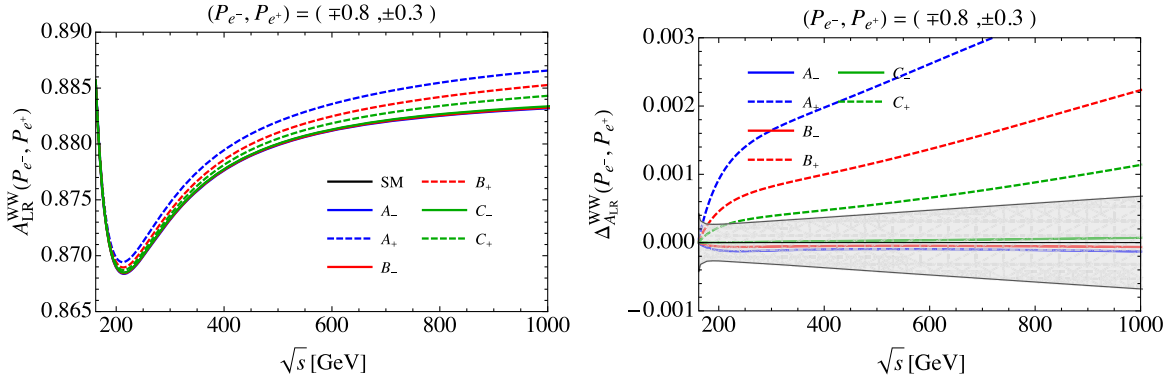 (P_{e^-}, P_{e^+}) = ( ∓0.8 ,±0.3 )
A_{LR}^{WW}(P_{e^-}, P_{e^+})
0.890
0.885
0.880
0.875
0.870
0.865
SM
A_-
A_+
B_-
B_+
C_-
C_+
200 400 600 800 1000
√s [GeV]
(P_{e^-}, P_{e^+}) = ( ∓0.8 ,±0.3 )
Δ_{A_{LR}}^{WW}(P_{e^-}, P_{e^+})
0.003
0.002
0.001
0.000
−0.001
A_-
A_+
B_-
B_+
C_-
C_+
200 400 600 800 1000
√s [GeV]